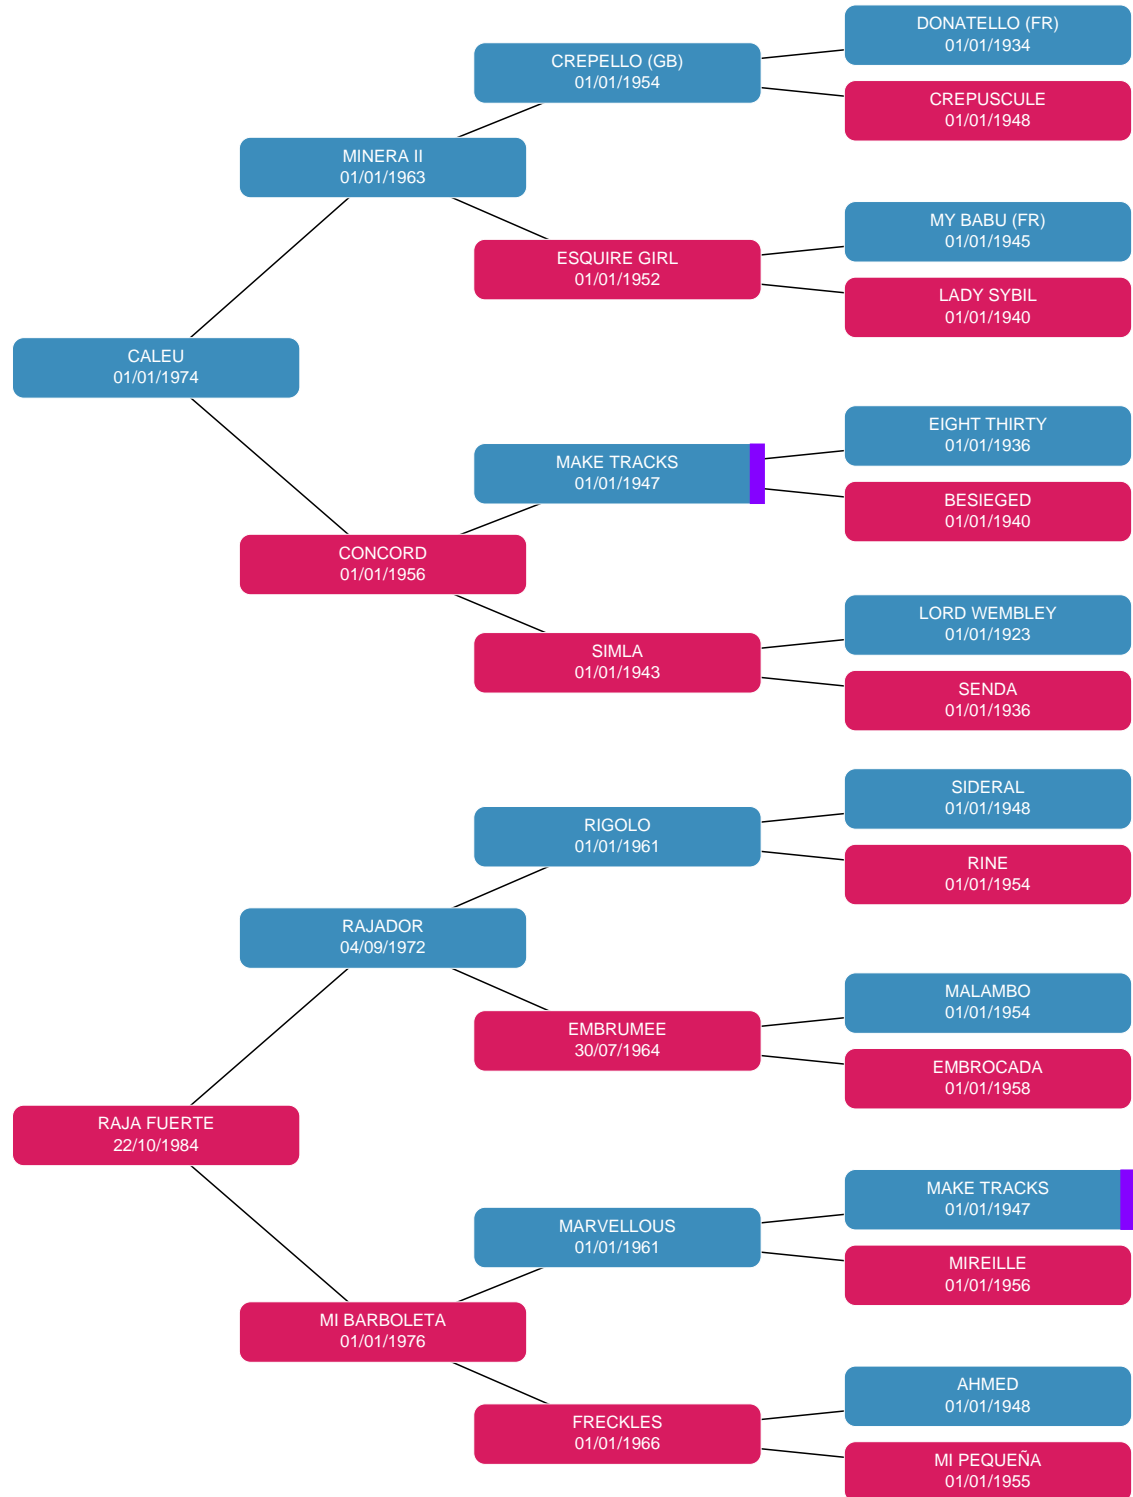 DONATELLO (FR)
01/01/1934
CREPELLO (GB)
01/01/1954
CREPUSCULE
01/01/1948
MINERA II
01/01/1963
MY BABU (FR)
01/01/1945
ESQUIRE GIRL
01/01/1952
LADY SYBIL
01/01/1940
CALEU
01/01/1974
EIGHT THIRTY
01/01/1936
MAKE TRACKS
01/01/1947
BESIEGED
01/01/1940
CONCORD
01/01/1956
LORD WEMBLEY
01/01/1923
SIMLA
01/01/1943
SENDA
01/01/1936
SIDERAL
01/01/1948
RIGOLO
01/01/1961
RINE
01/01/1954
RAJADOR
04/09/1972
MALAMBO
01/01/1954
EMBRUMEE
30/07/1964
EMBROCADA
01/01/1958
RAJA FUERTE
22/10/1984
MAKE TRACKS
01/01/1947
MARVELLOUS
01/01/1961
MIREILLE
01/01/1956
MI BARBOLETA
01/01/1976
AHMED
01/01/1948
FRECKLES
01/01/1966
MI PEQUEÑA
01/01/1955